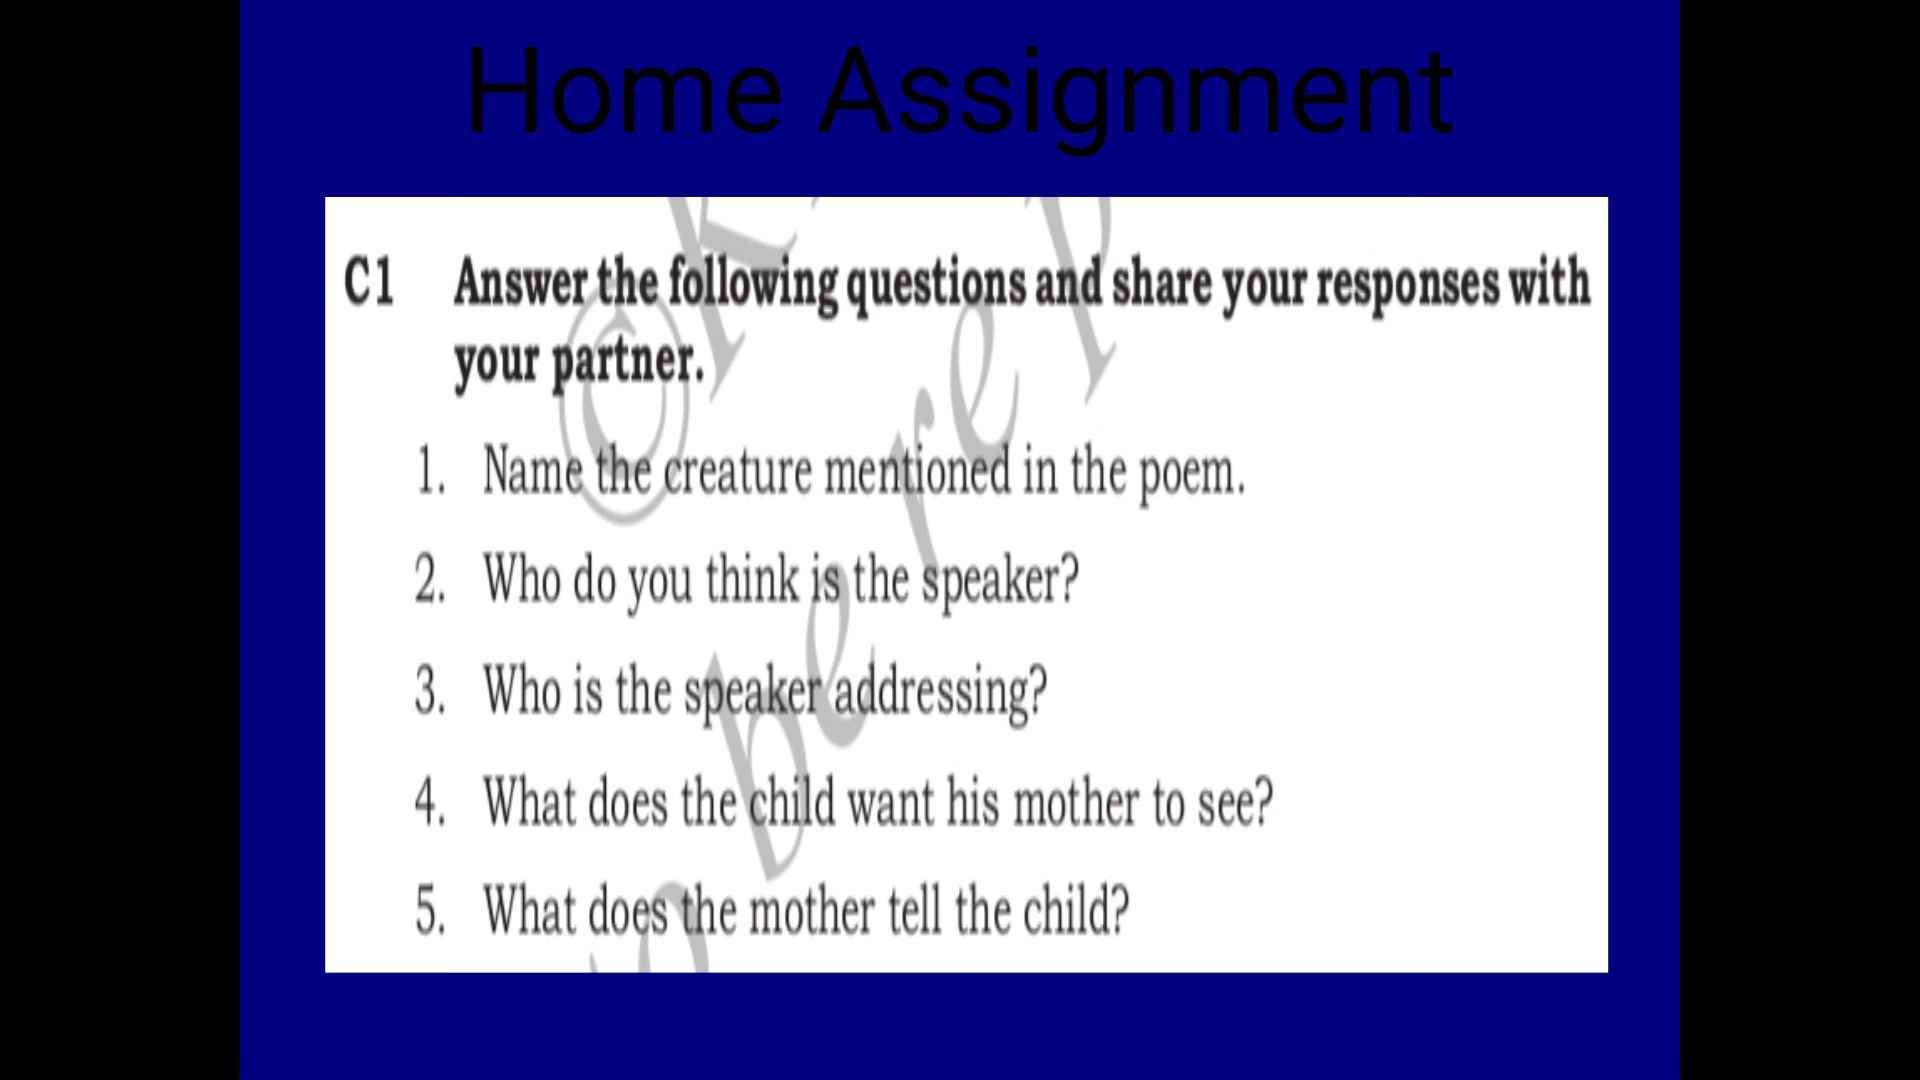 Home Assignment
C1 Answer the following questions and share your responses with
your partner.
1. Name the creature mentioned in the poem.
2. Who do you think is the speaker?
3. Who is the speaker addressing?
4. What does the child want his mother to see?
5. What does the mother tell the child?